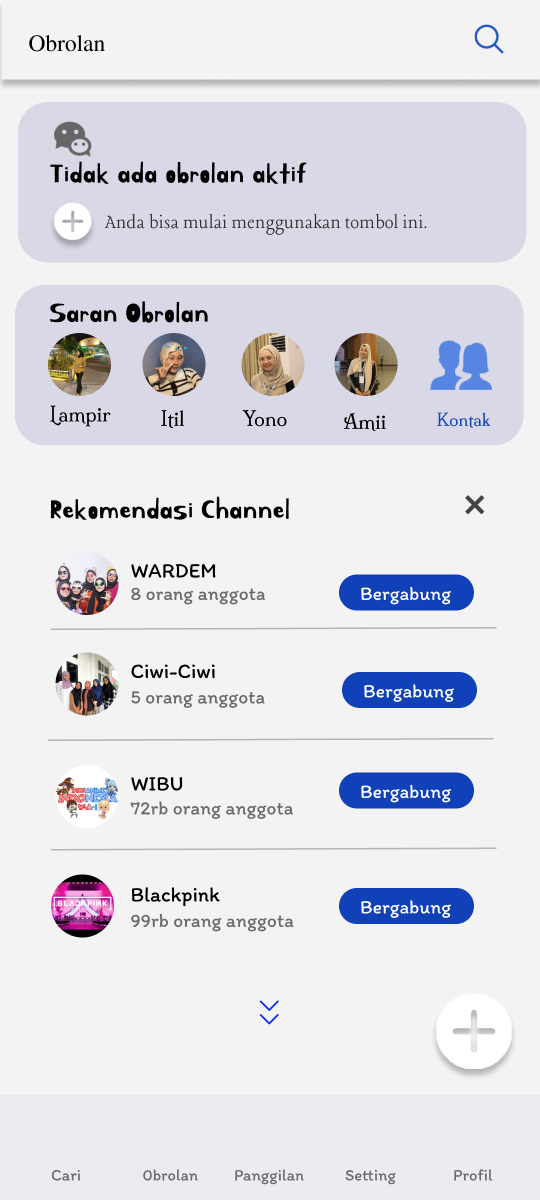 Obrolan
Tidak ada obrolan aktif
Anda bisa mulai menggunakan tombol ini.
Saran Obrolan
Lampir
Itil
Yono
Amii
Kontak
Rekomendasi Channel
WARDEM
8 orang anggota
Bergabung
Ciwi-Ciwi
5 orang anggota
Bergabung
WIBU
72rb orang anggota
Bergabung
BLACKPINK
Blackpink
99rb orang anggota
Bergabung
Cari
Obrolan
Panggilan
Setting
Profil